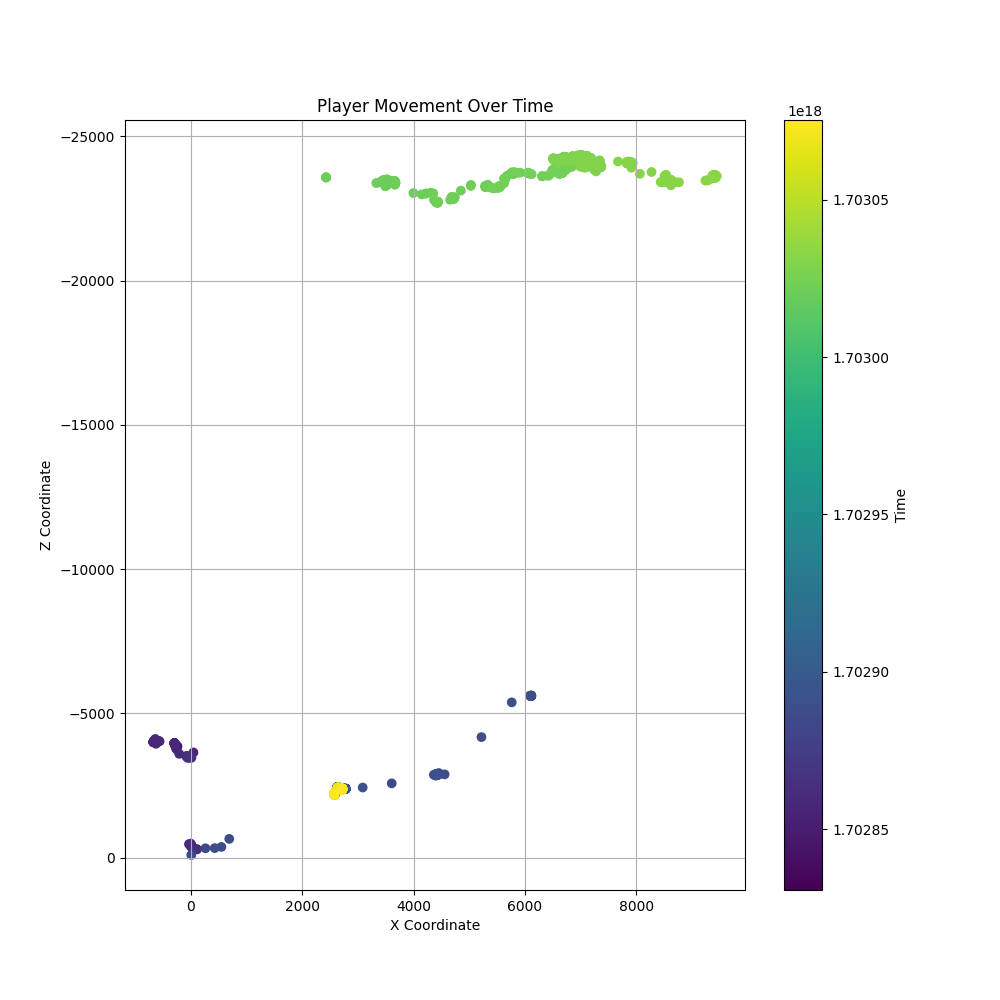 Player Movement Over Time
1e18
−25000
−20000
−15000
−10000
−5000
0
Z Coordinate
0 2000 4000 6000 8000
X Coordinate
1.70305
1.70300
1.70295
1.70290
1.70285
Time